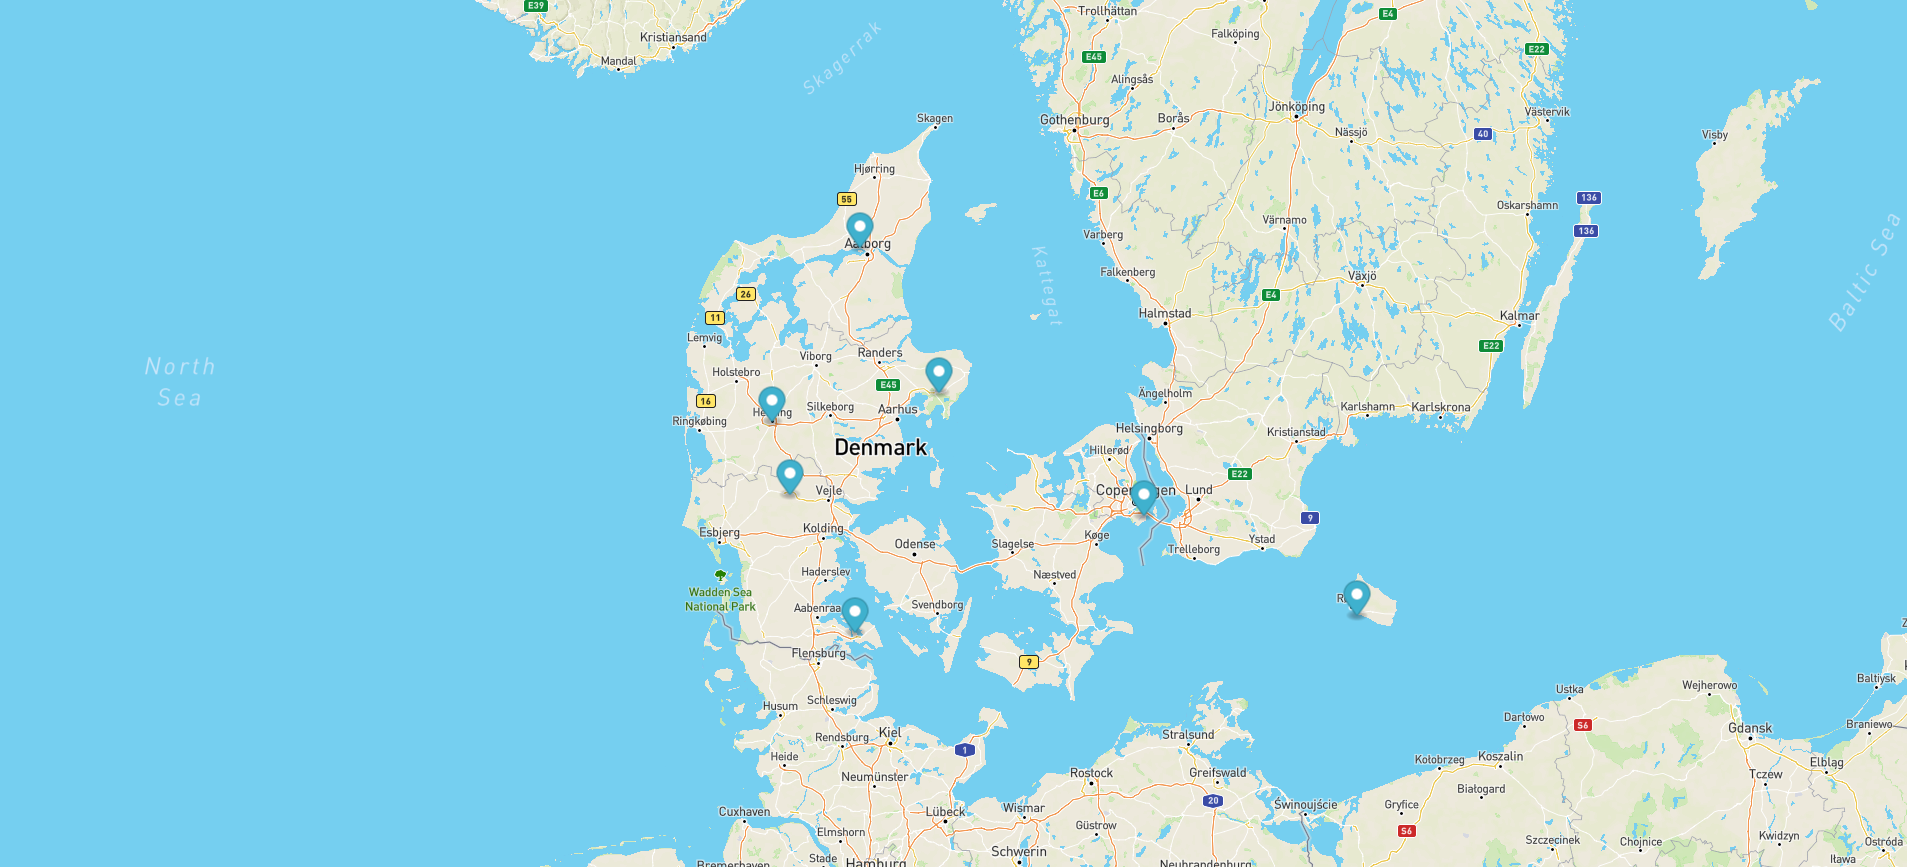 E39
Trollhättan
E4
Kristiansand
Skagerrak
Falköping
E22
E45
Mandal
Alingsås
Skagen
Gothenburg
Borås
Jönköping
Västervik
Nässjö
40
Visby
Hjørring
55
E6
136
Oskarshamn
Värnamo
136
Varberg
Aalborg
Baltic Sea
Kattegat
Falkenberg
Växjö
26
E4
11
Halmstad
Kalmar
Lemvig
E22
North
Sea
Viborg
Randers
Holstebro
E45
16
Ängelholm
Herning
Silkeborg
Aarhus
Karlshamn
Karlskrona
Ringkøbing
Helsingborg
Kristianstad
Denmark
Hillerød
E22
Vejle
Copenhagen
Lund
9
Esbjerg
Kolding
Odense
Slagelse
Køge
Ystad
Trelleborg
Haderslev
Næstved
Wadden Sea
National Park
Aabenraa
Svendborg
Flensburg
9
Baltiysk
Schleswig
Ustka
Wejherowo
Husum
Darłowo
S6
Braniewo
Gdansk
Kiel
Rendsburg
1
Stralsund
Heide
Koszalin
Kołobrzeg
Elbląg
Neumünster
Rostock
Greifswald
Tczew
Białogard
Cuxhaven
Lübeck
Wismar
20
Świnoujście
Gryfice
Elmshorn
Güstrow
S6
Kwidzyn
Szczecinek
Chojnice
Ostróda
Stade
Hamburg
Schwerin
Iława
Bremerhaven
Neubrandenburg